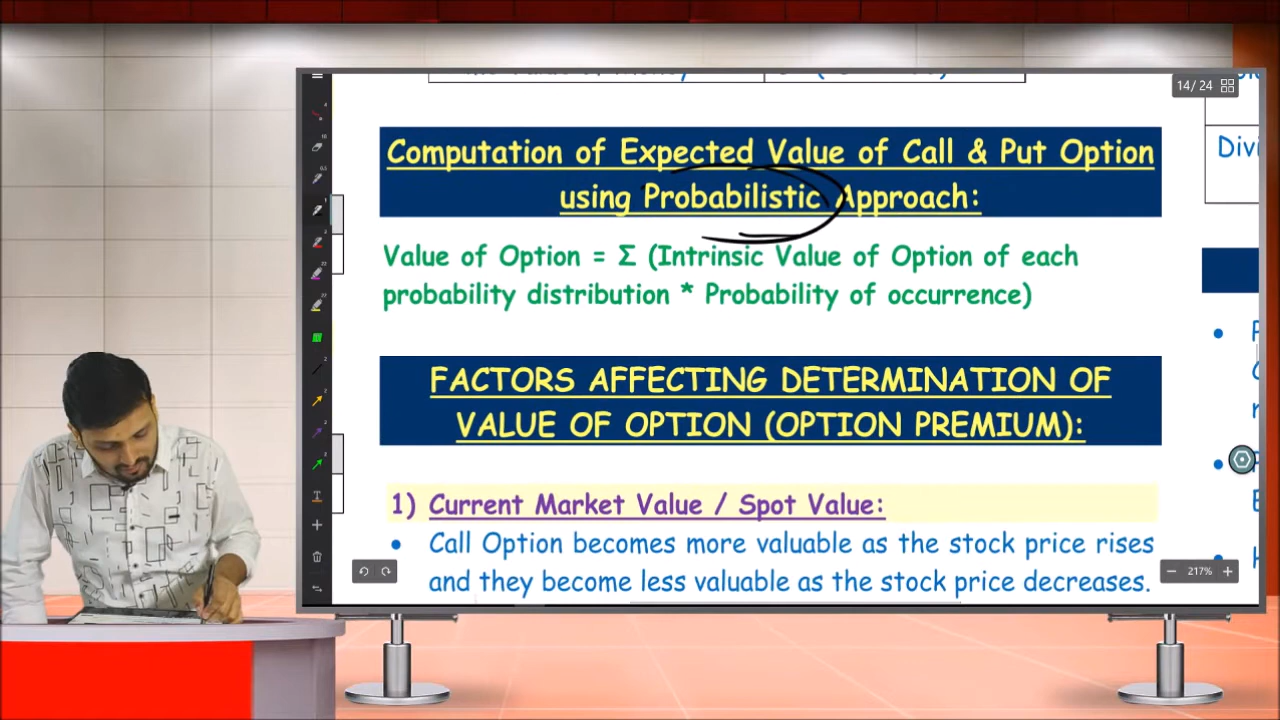 14/ 24
Computation of Expected Value of Call & Put Option
using Probabilistic Approach:
Value of Option = Σ (Intrinsic Value of Option of each
probability distribution * Probability of occurrence)
FACTORS AFFECTING DETERMINATION OF
VALUE OF OPTION (OPTION PREMIUM):
1) Current Market Value / Spot Value:
• Call Option becomes more valuable as the stock price rises
and they become less valuable as the stock price decreases.
217%